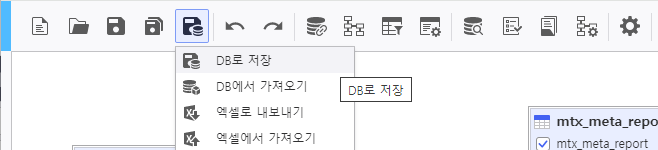 DB로 저장
DB에서 가져오기
DB로 저장
엑셀로 내보내기
엑셀에서 가져오기
mtx_meta_repor
mtx_meta_report